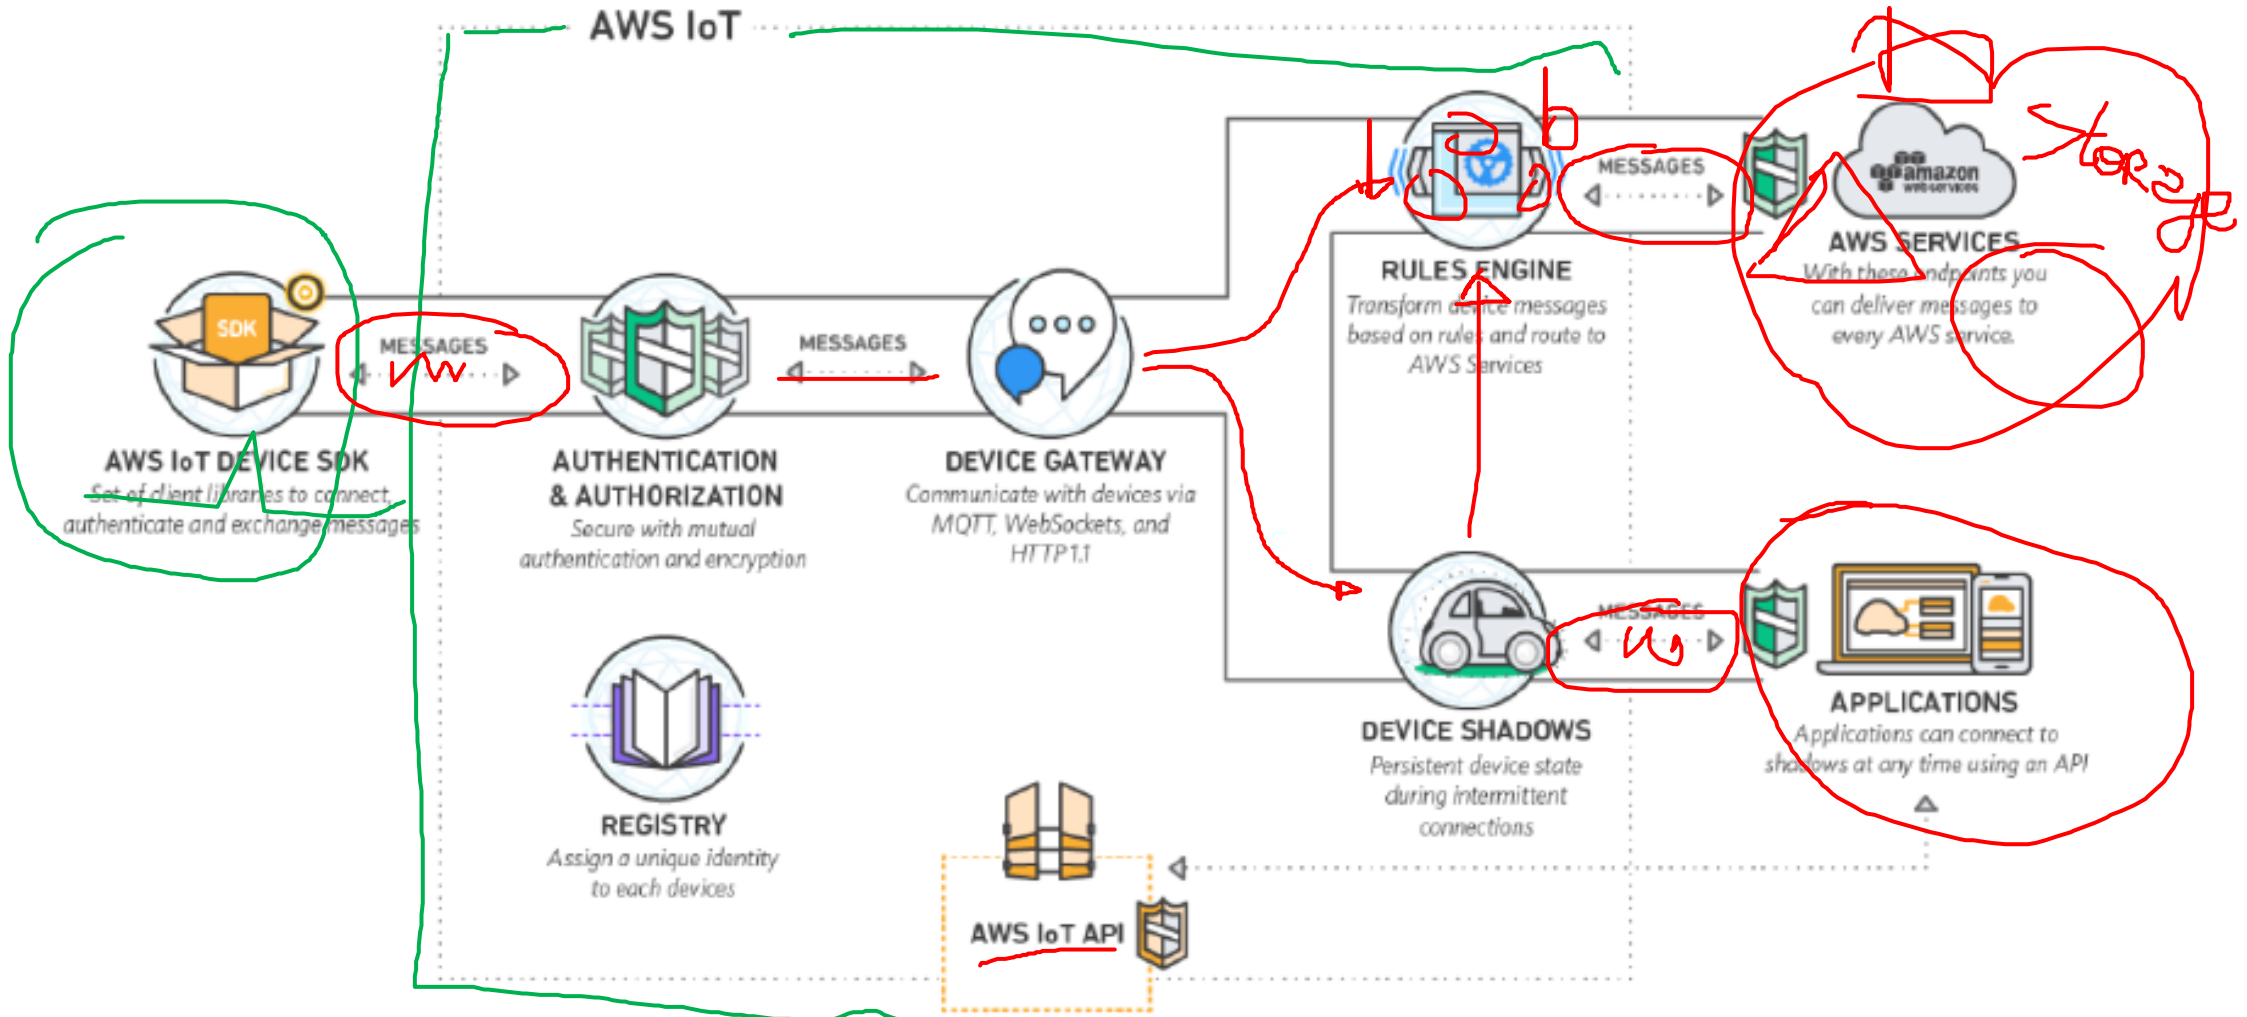 AWS IoT
SDK
MESSAGES
AWS IoT DEVICE SDK
Set of client libraries to connect,
authenticate and exchange messages
AUTHENTICATION
& AUTHORIZATION
Secure with mutual
authentication and encryption
MESSAGES
DEVICE GATEWAY
Communicate with devices via
MQTT, WebSockets, and
HTTP1.1
RULES ENGINE
Transform device messages
based on rules and route to
AWS Services
MESSAGES
amazon
webservices
Storage
AWS SERVICES
With these endpoints you
can deliver messages to
every AWS service.
REGISTRY
Assign a unique identity
to each devices
AWS IoT API
DEVICE SHADOWS
Persistent device state
during intermittent
connections
MESSAGES
APPLICATIONS
Applications can connect to
shadows at any time using an API